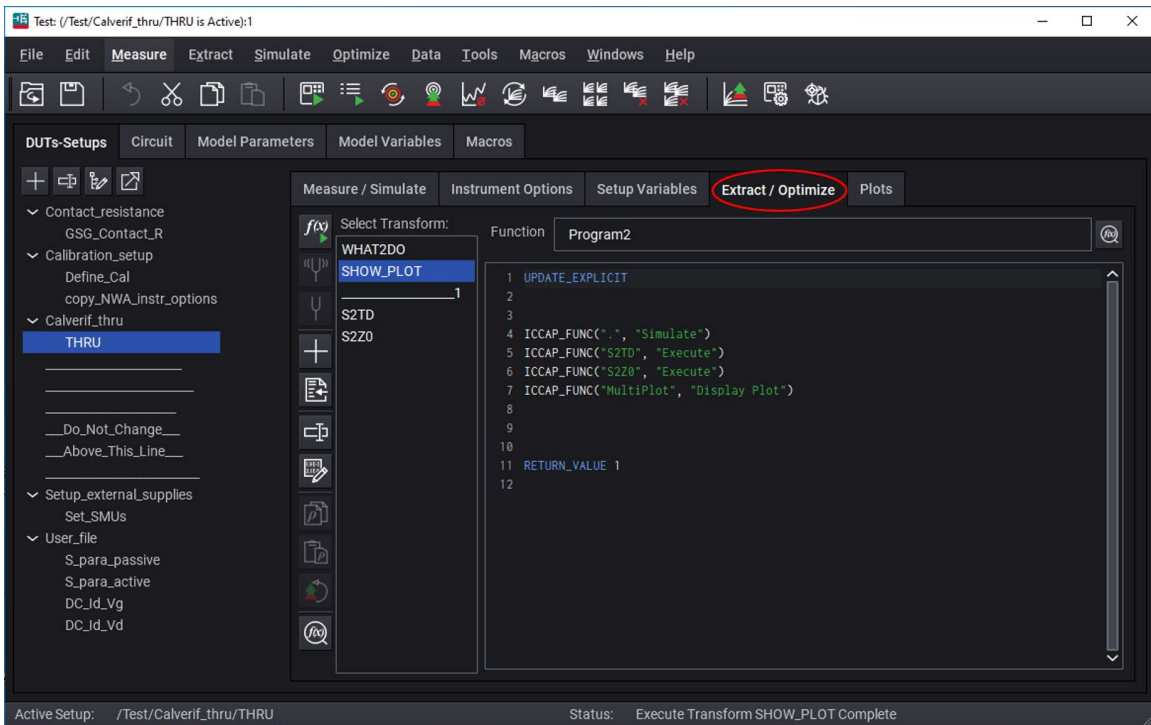 Test: (/Test/Calverif_thru/THRU is Active):1
File Edit Measure Extract Simulate Optimize Data Tools Macros Windows Help
DUTs-Setups Circuit Model Parameters Model Variables Macros
Measure / Simulate Instrument Options Setup Variables Extract / Optimize Plots
Contact_resistance
GSG_Contact_R
Calibration_setup
Define_Cal
copy_NWA_instr_options
Calverif_thru
THRU
__Do_Not_Change__
__Above_This_Line__
Setup_external_supplies
Set_SMUs
User_file
S_para_passive
S_para_active
DC_Id_Vg
DC_Id_Vd
f(x)
Select Transform:
WHAT2DO
SHOW_PLOT
________________1
S2TD
S2Z0
Function Program2
1 UPDATE_EXPLICIT
2
3
4 ICCAP_FUNC(".", "Simulate")
5 ICCAP_FUNC("S2TD", "Execute")
6 ICCAP_FUNC("S2Z0", "Execute")
7 ICCAP_FUNC("MultiPlot", "Display Plot")
8
9
10
11 RETURN_VALUE 1
12
Active Setup: /Test/Calverif_thru/THRU Status: Execute Transform SHOW_PLOT Complete